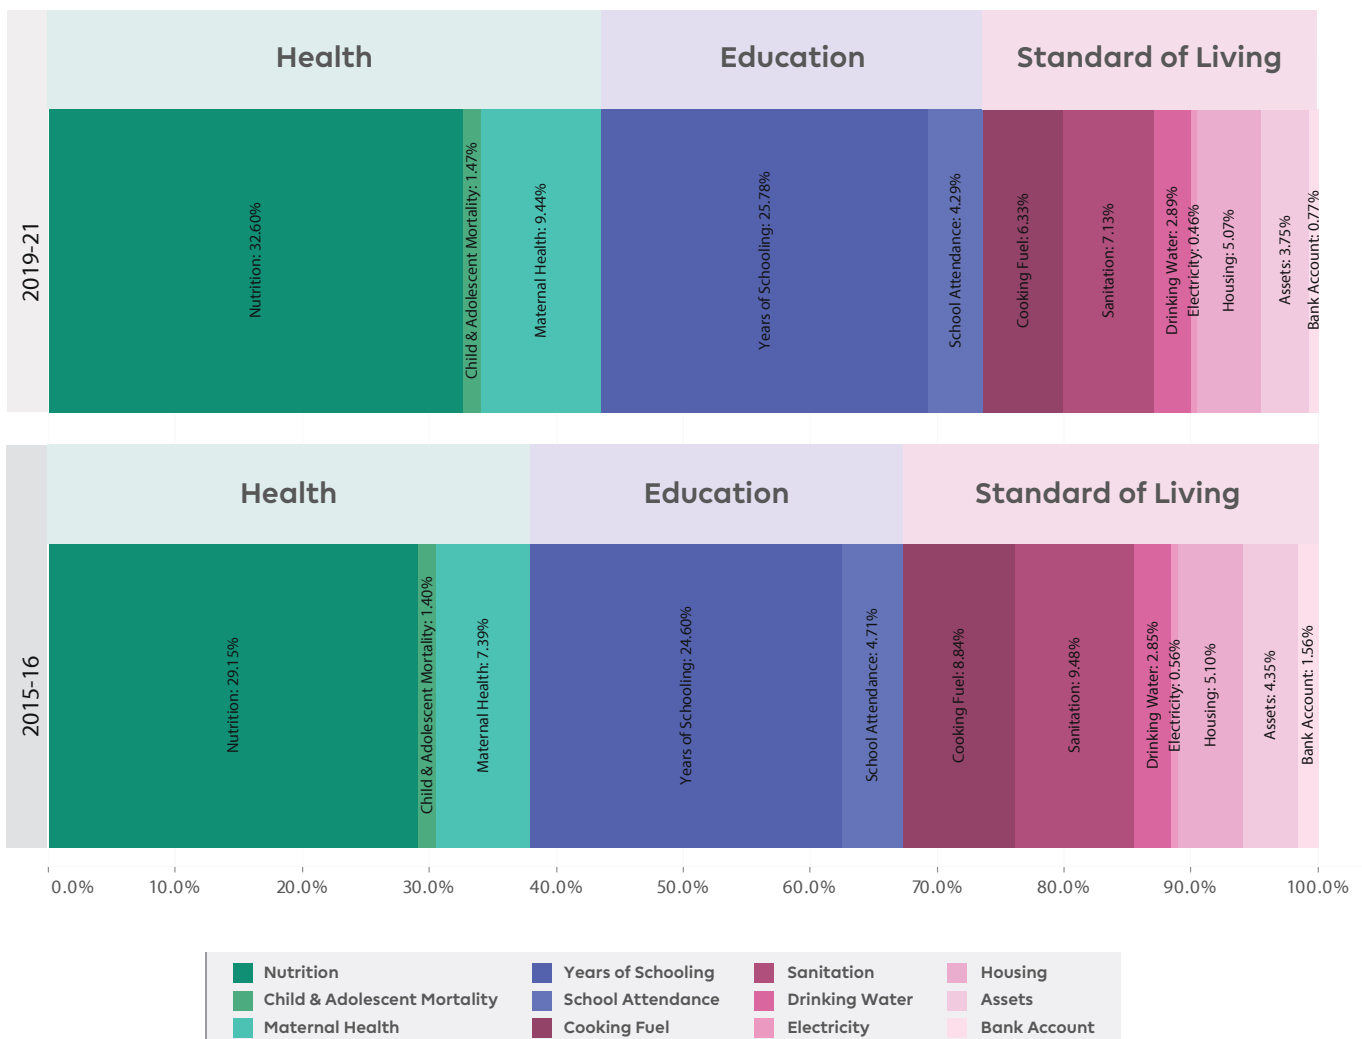 Health
Education
Standard of Living
2019-21
Nutrition: 32.60%
Child & Adolescent Mortality: 1.47%
Maternal Health: 9.44%
Years of Schooling: 25.78%
School Attendance: 4.29%
Cooking Fuel: 6.33%
Sanitation: 7.13%
Drinking Water: 2.89%
Electricity: 0.46%
Housing: 5.07%
Assets: 3.75%
Bank Account: 0.77%
Health
Education
Standard of Living
2015-16
Nutrition: 29.15%
Child & Adolescent Mortality: 1.40%
Maternal Health: 7.39%
Years of Schooling: 24.60%
School Attendance: 4.71%
Cooking Fuel: 8.84%
Sanitation: 9.48%
Drinking Water: 2.85%
Electricity: 0.56%
Housing: 5.10%
Assets: 4.35%
Bank Account: 1.56%
0.0% 10.0% 20.0% 30.0% 40.0% 50.0% 60.0% 70.0% 80.0% 90.0% 100.0%
Nutrition
Child & Adolescent Mortality
Maternal Health
Years of Schooling
School Attendance
Cooking Fuel
Sanitation
Drinking Water
Electricity
Housing
Assets
Bank Account